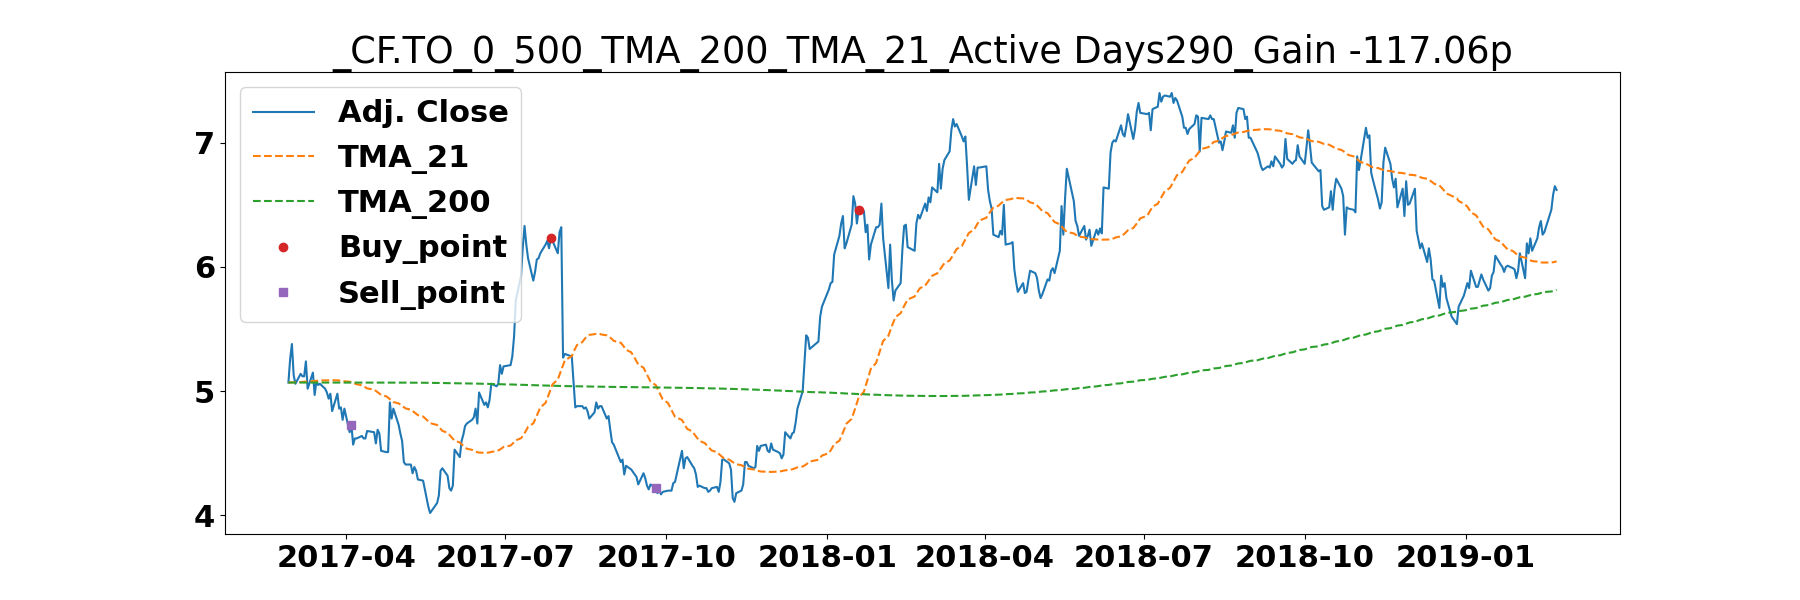 _CF.TO_0_500_TMA_200_TMA_21_Active Days290_Gain -117.06p
Adj. Close
TMA_21
TMA_200
Buy_point
Sell_point
7
6
5
4
2017-04 2017-07 2017-10 2018-01 2018-04 2018-07 2018-10 2019-01